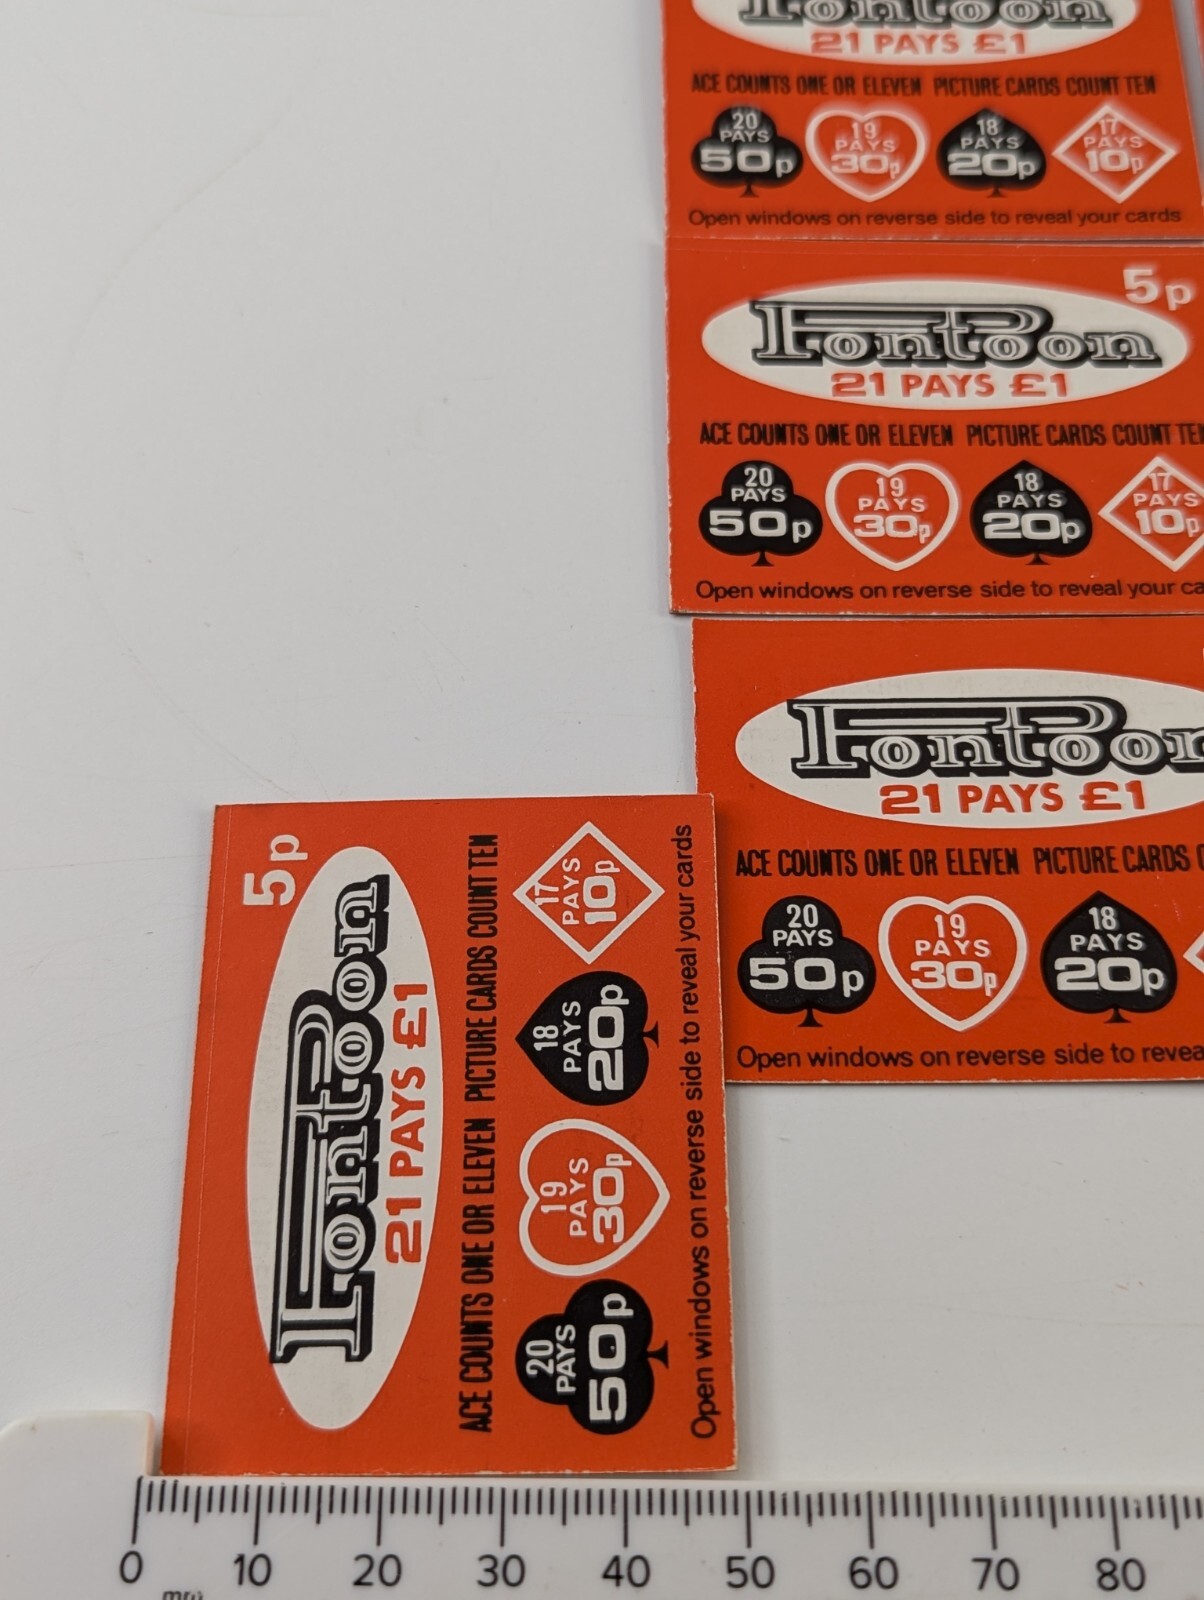 Pontoon
21 PAYS £1
ACE COUNTS ONE OR ELEVEN PICTURE CARDS COUNT TEN
20 PAYS 50p
19 PAYS 30p
18 PAYS 20p
17 PAYS 10p
Open windows on reverse side to reveal your cards
5p
Pontoon
21 PAYS £1
ACE COUNTS ONE OR ELEVEN PICTURE CARDS COUNT TEN
20 PAYS 50p
19 PAYS 30p
18 PAYS 20p
17 PAYS 10p
Open windows on reverse side to reveal your ca
Pontoon
21 PAYS £1
ACE COUNTS ONE OR ELEVEN PICTURE CARDS C
20 PAYS 50p
19 PAYS 30p
18 PAYS 20p
Open windows on reverse side to revea
5p
Pontoon
21 PAYS £1
ACE COUNTS ONE OR ELEVEN PICTURE CARDS COUNT TEN
20 PAYS 50p
19 PAYS 30p
18 PAYS 20p
17 PAYS 10p
Open windows on reverse side to reveal your cards
0 10 20 30 40 50 60 70 80
mm